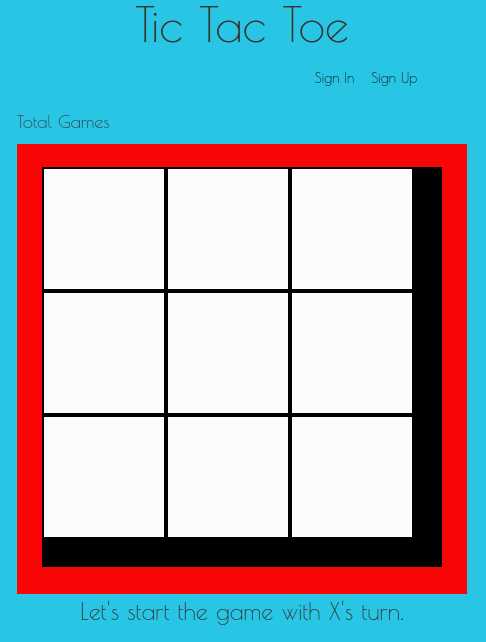 Tic Tac Toe
Sign In Sign Up
Total Games
Let's start the game with X's turn.